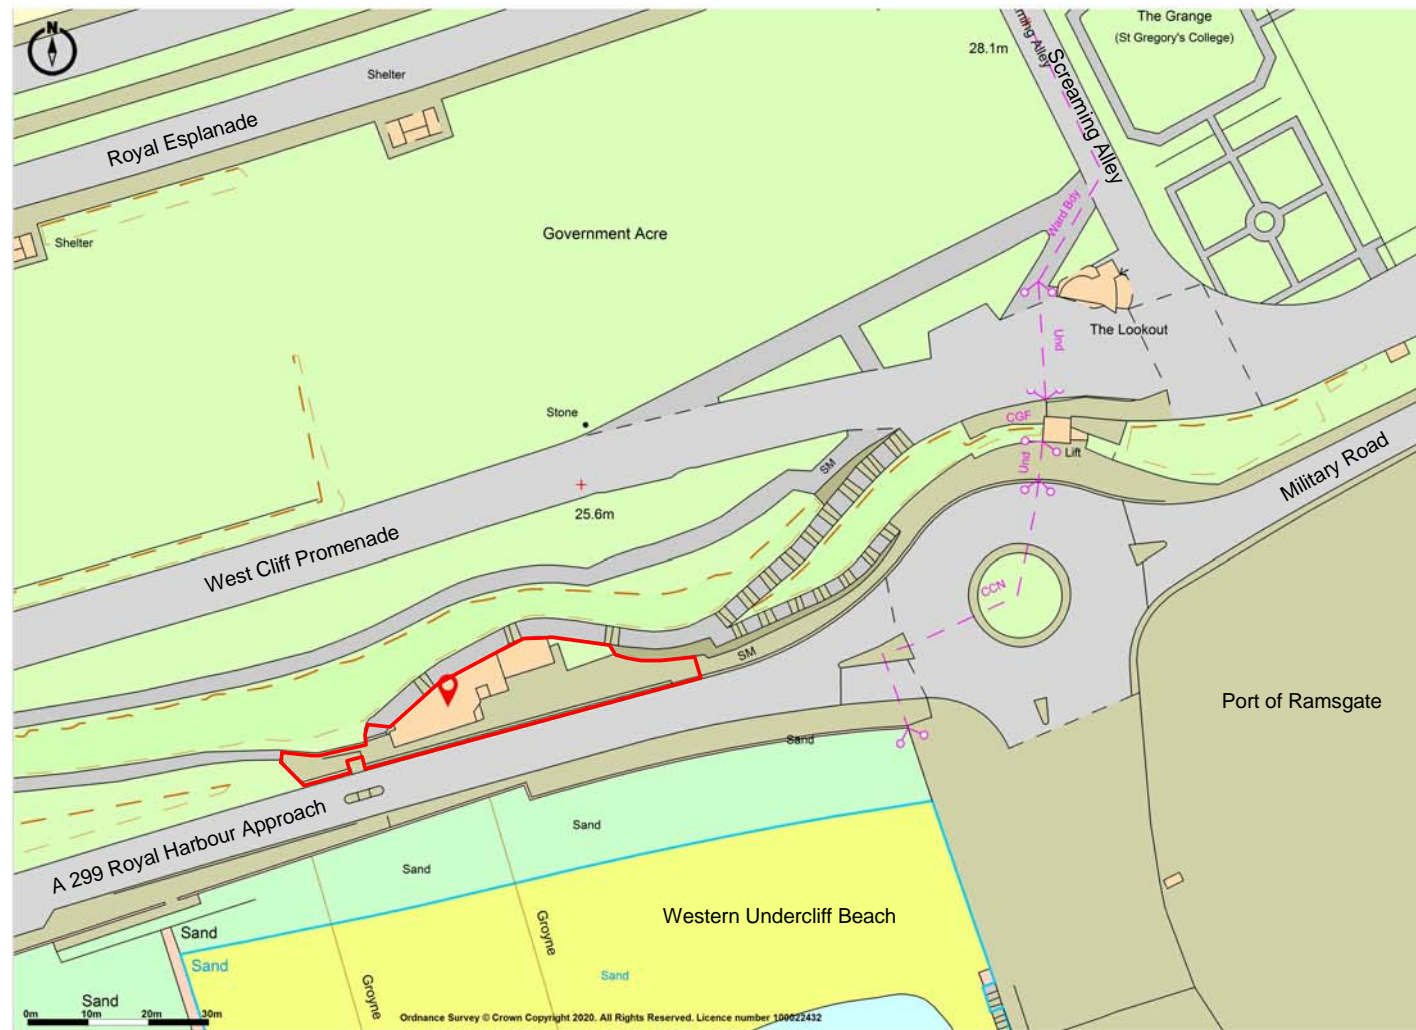 N
The Grange
(St Gregory's College)
28.1m
Screaming Alley
Shelter
Royal Esplanade
Ward Bdy
Shelter
Government Acre
The Lookout
Und
Stone
CGF
Lift
Und
SM
Military Road
25.6m
West Cliff Promenade
CCN
SM
Port of Ramsgate
Sand
A 299 Royal Harbour Approach
Sand
Sand
Western Undercliff Beach
Groyne
Sand
Sand
Sand
Groyne
Sand
0m 10m 20m 30m
Ordnance Survey © Crown Copyright 2020. All Rights Reserved. Licence number 100022432